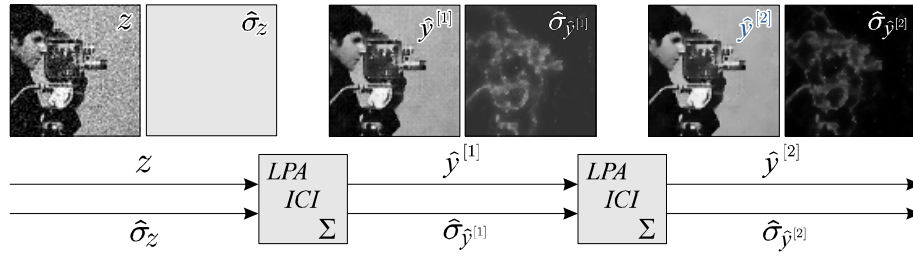 z σ̂_z ŷ^[1] σ̂_ŷ^[1] ŷ^[2] σ̂_ŷ^[2]
z ŷ^[1] ŷ^[2]
LPA LPA
ICI ICI
Σ Σ
σ̂_z σ̂_ŷ^[1] σ̂_ŷ^[2]